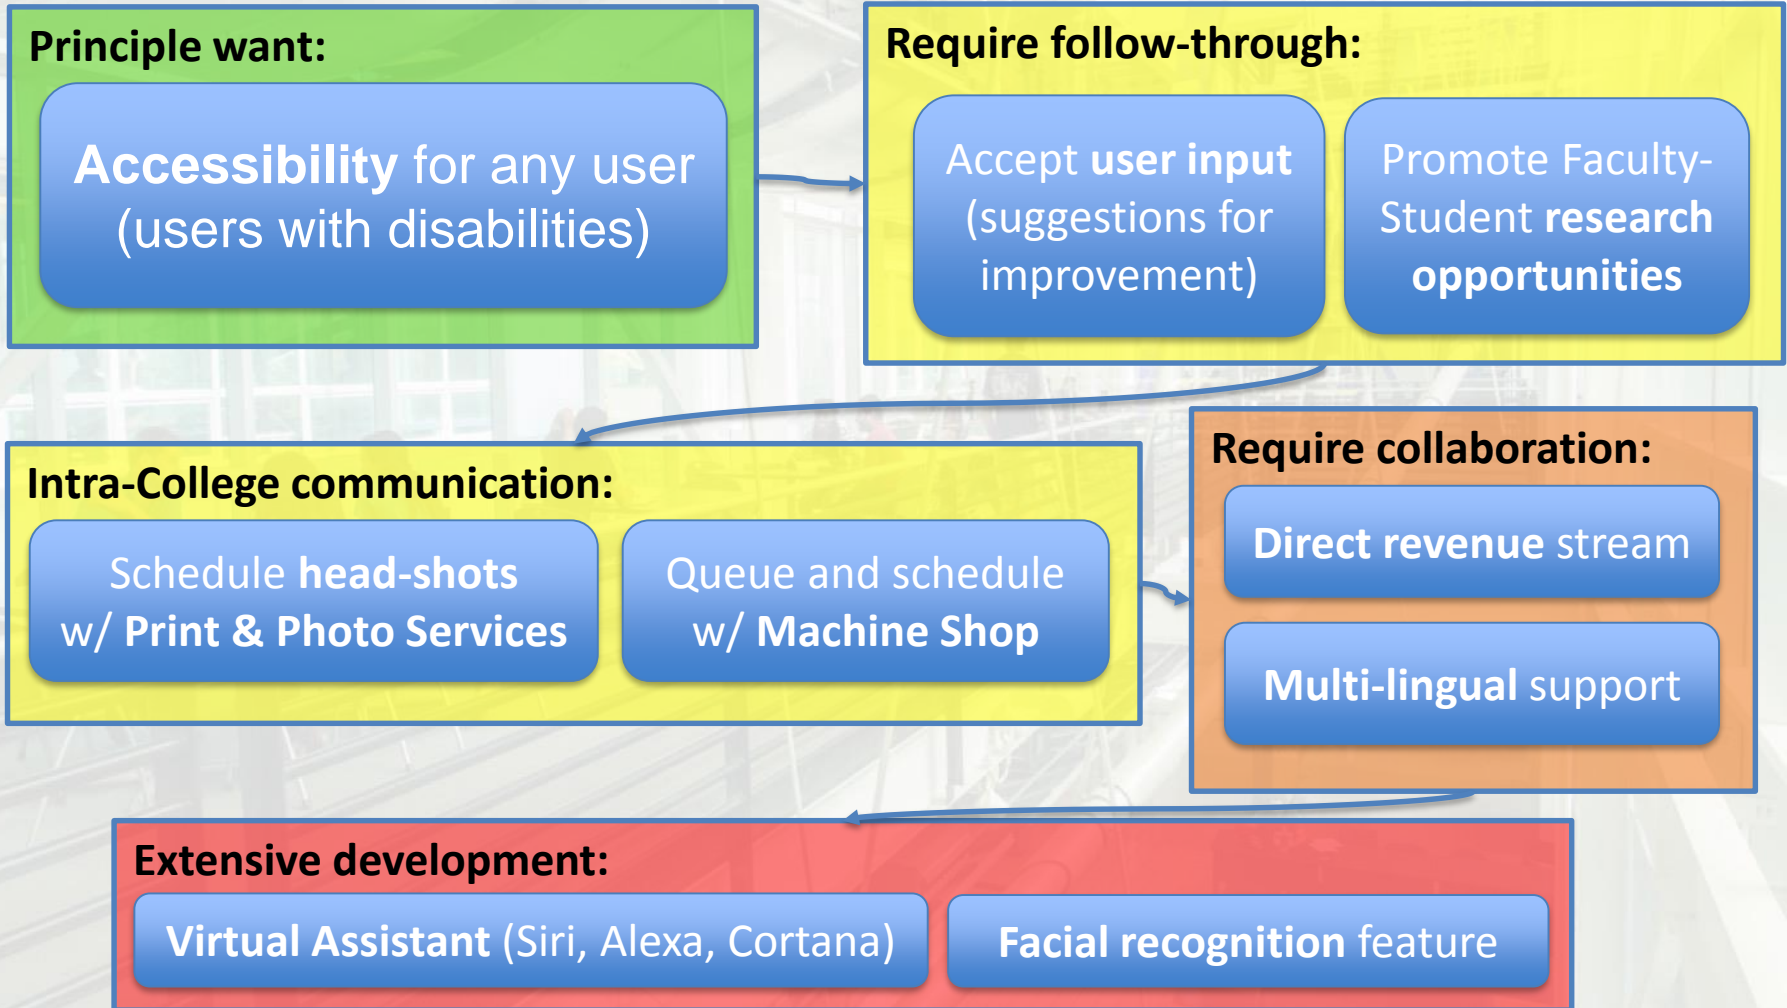 Principle want:
Accessibility for any user
(users with disabilities)
Require follow-through:
Accept user input
(suggestions for
improvement)
Promote Faculty-
Student research
opportunities
Intra-College communication:
Schedule head-shots
w/ Print & Photo Services
Queue and schedule
w/ Machine Shop
Require collaboration:
Direct revenue stream
Multi-lingual support
Extensive development:
Virtual Assistant (Siri, Alexa, Cortana)
Facial recognition feature